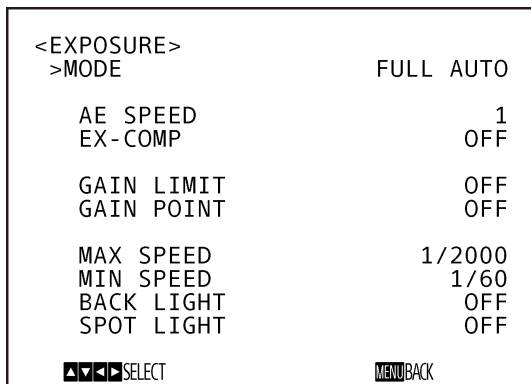 <EXPOSURE>
>MODE FULL AUTO
AE SPEED 1
EX-COMP OFF
GAIN LIMIT OFF
GAIN POINT OFF
MAX SPEED 1/2000
MIN SPEED 1/60
BACK LIGHT OFF
SPOT LIGHT OFF
▲▼◀▶SELECT MENU BACK